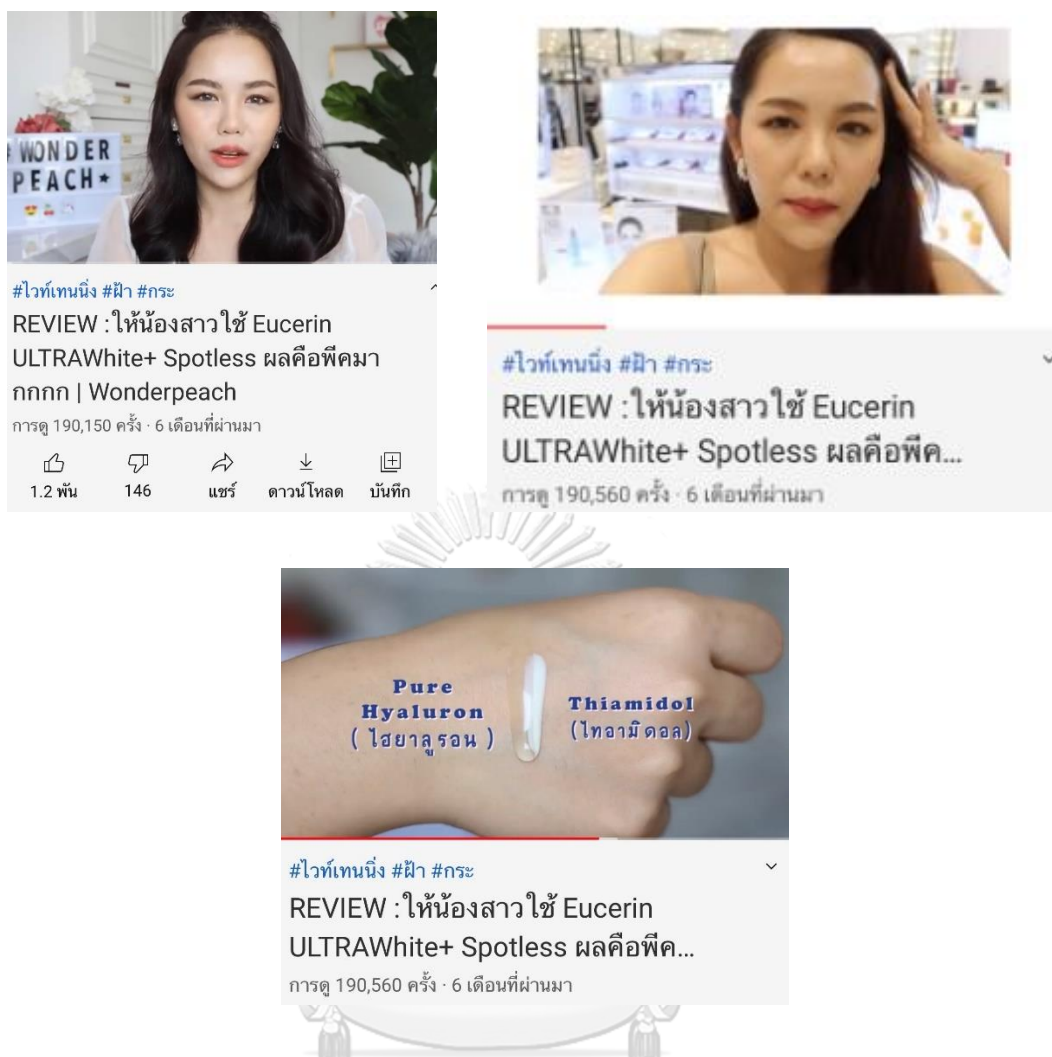 WONDER
PEACH★
#ไวท์เทนนิ่ง #ฝ้า #กระ
REVIEW : ให้น้องสาวใช้ Eucerin
ULTRAWhite+ Spotless ผลคือพีคมา
กกกก | Wonderpeach
การดู 190,150 ครั้ง · 6 เดือนที่ผ่านมา
1.2 พัน 146 แชร์ ดาวน์โหลด บันทึก
#ไวท์เทนนิ่ง #ฝ้า #กระ
REVIEW : ให้น้องสาวใช้ Eucerin
ULTRAWhite+ Spotless ผลคือพีค...
การดู 190,560 ครั้ง · 6 เดือนที่ผ่านมา
Pure
Hyaluron
( ไฮยาลูรอน )
Thiamidol
(ไทอามิดอล)
#ไวท์เทนนิ่ง #ฝ้า #กระ
REVIEW : ให้น้องสาวใช้ Eucerin
ULTRAWhite+ Spotless ผลคือพีค...
การดู 190,560 ครั้ง · 6 เดือนที่ผ่านมา